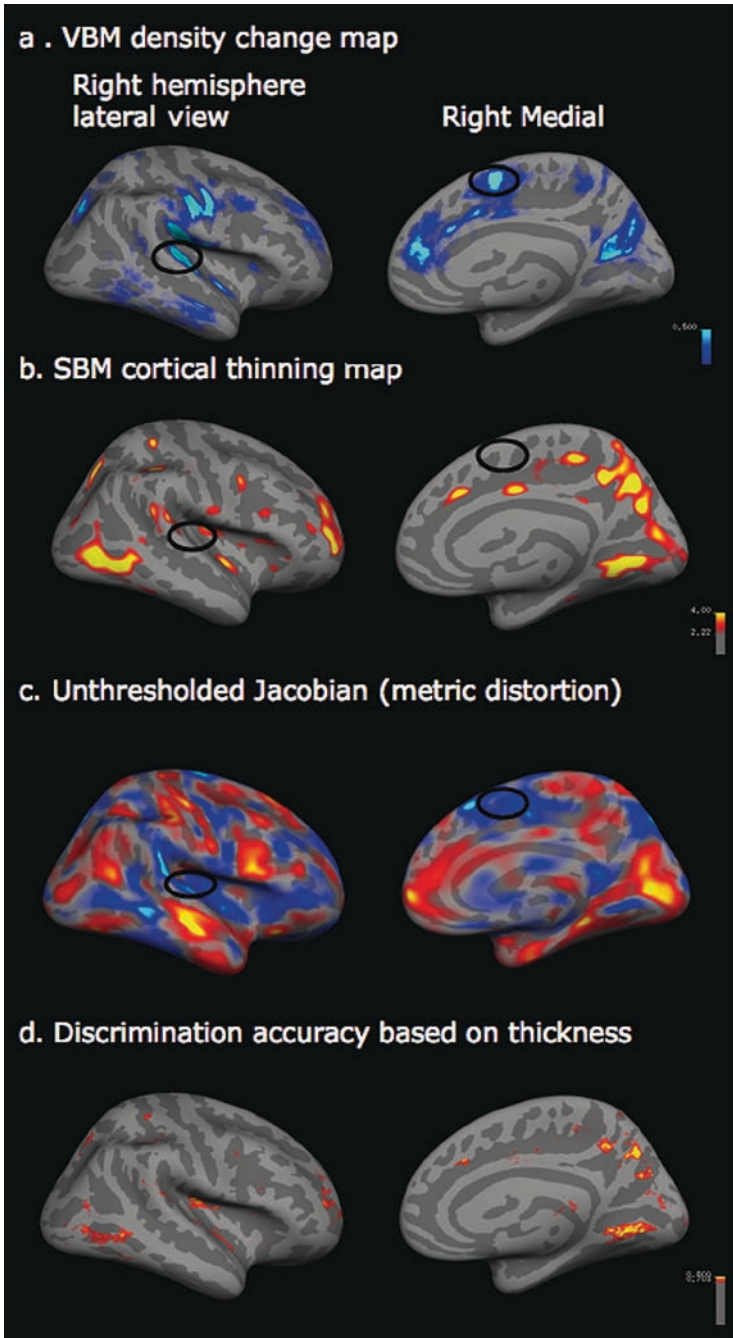 a . VBM density change map
Right hemisphere
lateral view
Right Medial
0.500
b. SBM cortical thinning map
4.00
2.22
c. Unthresholded Jacobian (metric distortion)
d. Discrimination accuracy based on thickness